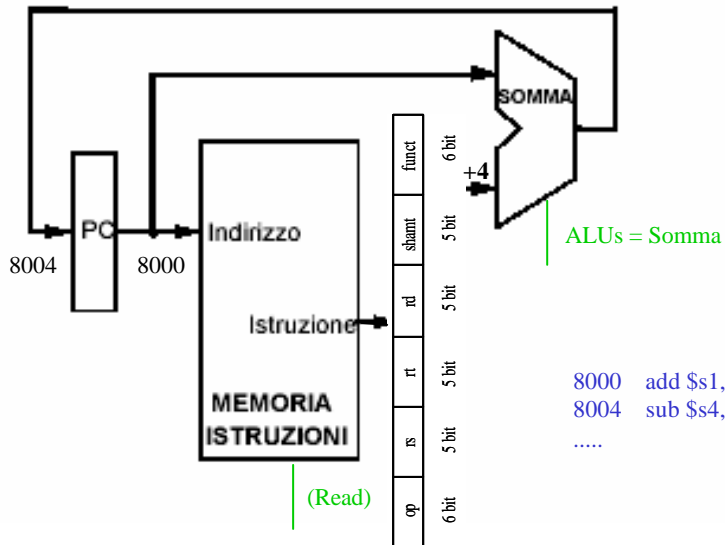 SOMMA
funct
6 bit
+4
PC
Indirizzo
shamt
5 bit
ALUs = Somma
8004
8000
rd
5 bit
Istruzione
rt
5 bit
8000 add $s1,
MEMORIA
ISTRUZIONI
8004 sub $s4,
.....
rs
5 bit
(Read)
op
6 bit